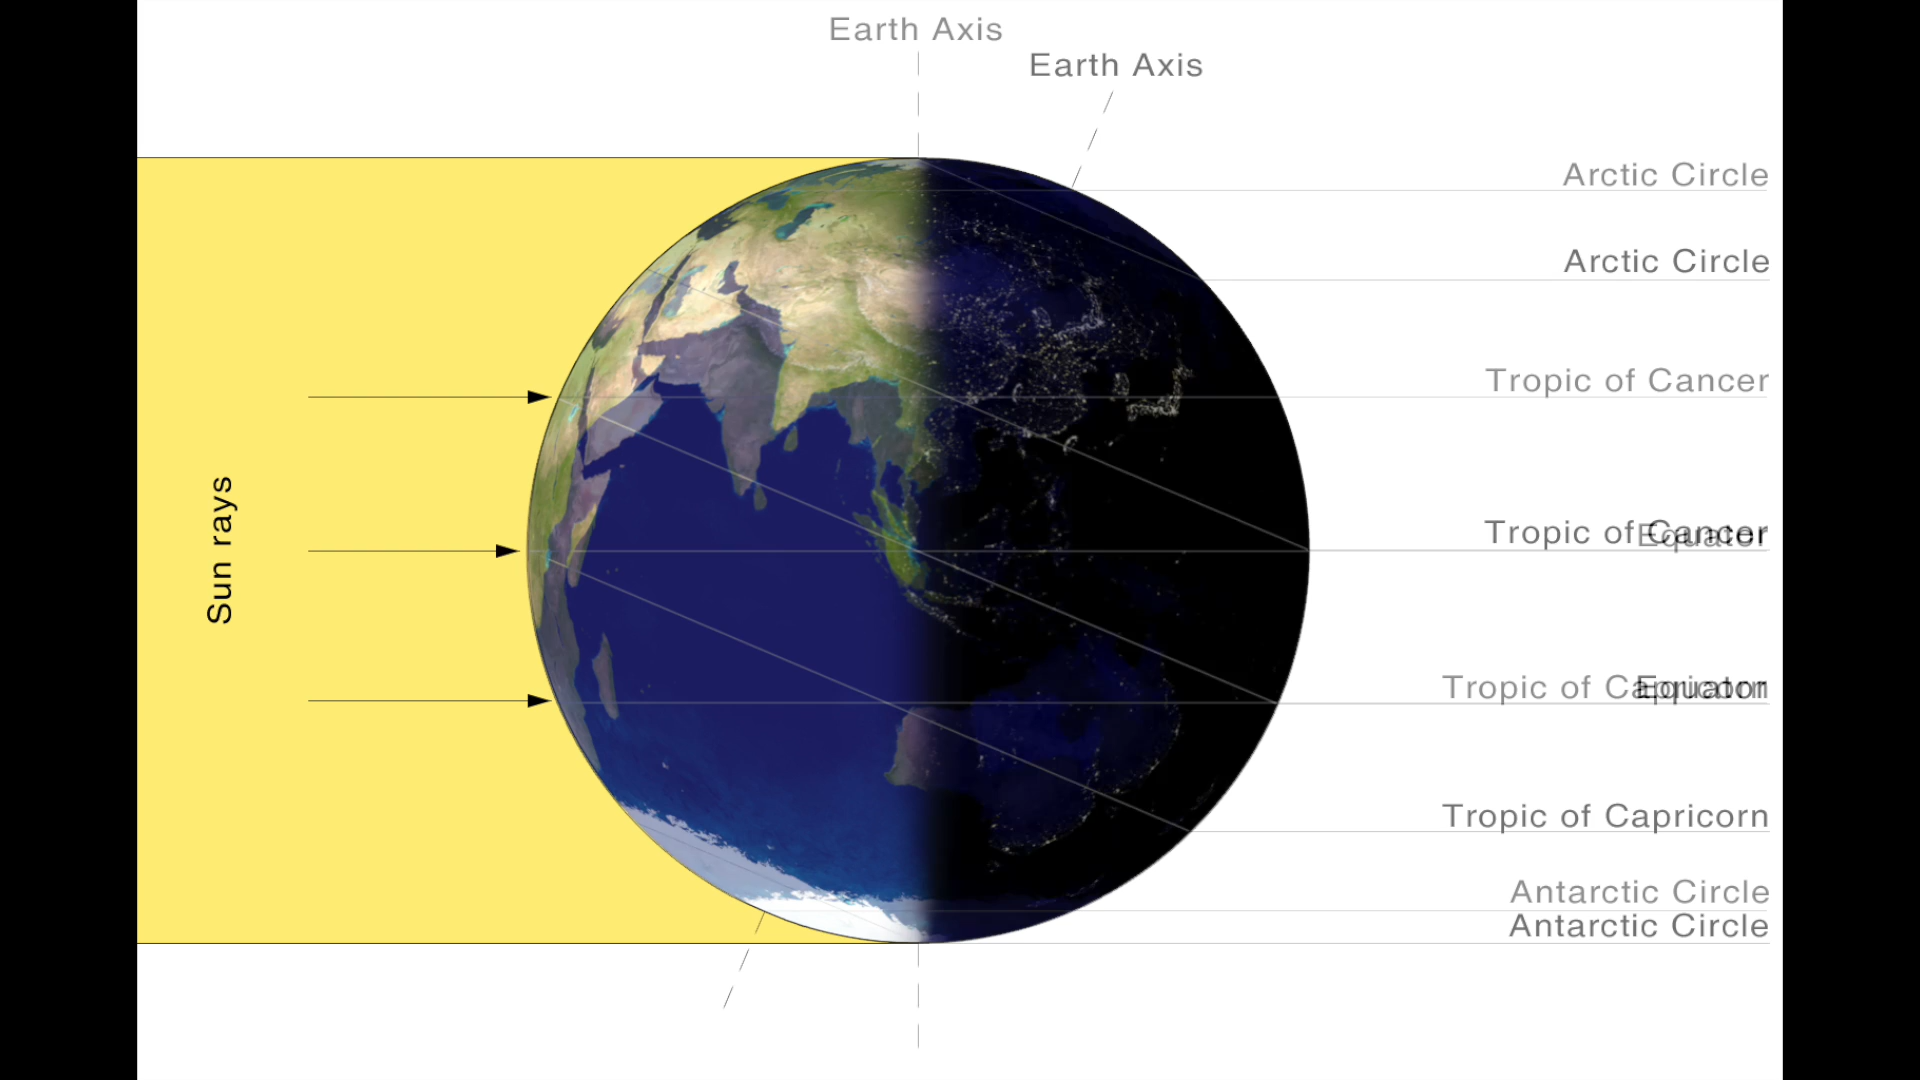 Earth Axis
Earth Axis
Arctic Circle
Arctic Circle
Tropic of Cancer
Sun rays
Tropic of Cancer
Equator
Tropic of Capricorn
Equator
Tropic of Capricorn
Antarctic Circle
Antarctic Circle